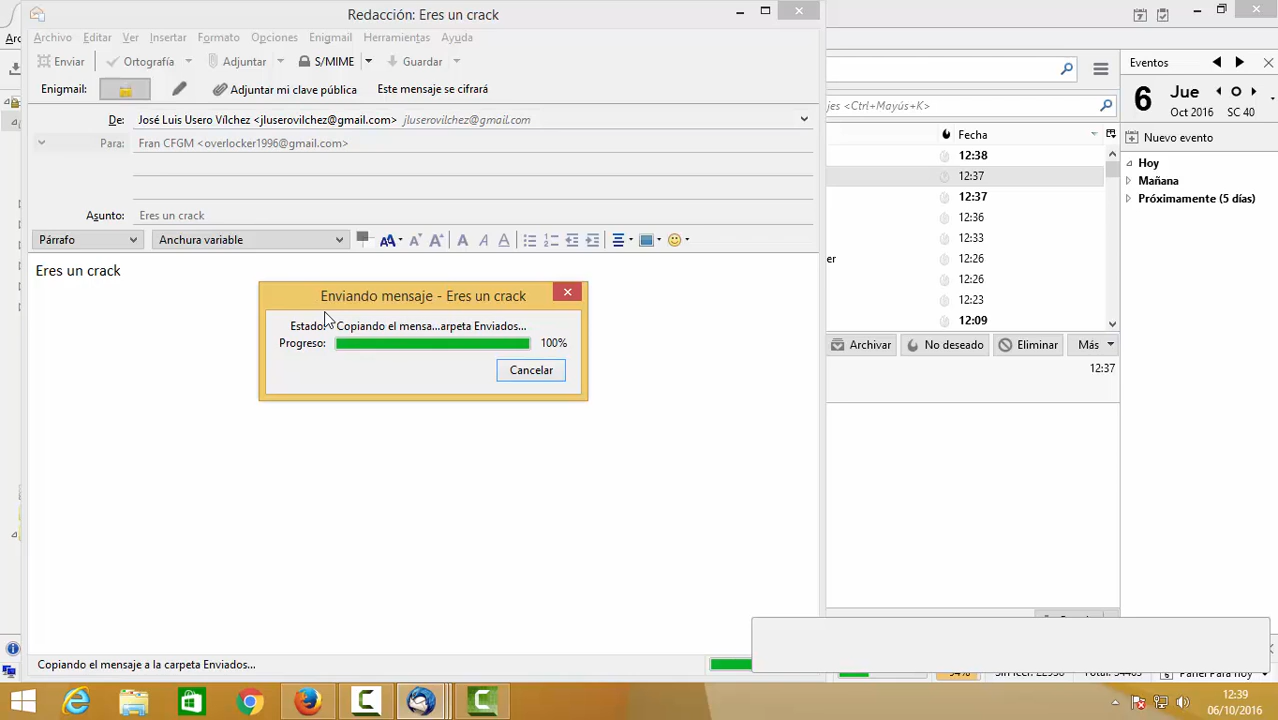 Redacción: Eres un crack
Archivo Editar Ver Insertar Formato Opciones Enigmail Herramientas Ayuda
Enviar Ortografía Adjuntar S/MIME Guardar
Enigmail: Adjuntar mi clave pública Este mensaje se cifrará
De: José Luis Usero Vílchez <jluserovilchez@gmail.com> jluserovilchez@gmail.com
Para: Fran CFGM <overlocker1996@gmail.com>
Asunto: Eres un crack
Párrafo Anchura variable
Eres un crack
Enviando mensaje - Eres un crack
Estado: Copiando el mensa...arpeta Enviados...
Progreso: 100%
Cancelar
Copiando el mensaje a la carpeta Enviados...
jes <Ctrl+Mayús+K>
Fecha
12:38
12:37
12:37
12:36
12:33
er 12:26
12:26
12:23
12:09
Archivar No deseado Eliminar Más
12:37
Eventos
6 Jue
Oct 2016 SC 40
Nuevo evento
Hoy
Mañana
Próximamente (5 días)
12:39
06/10/2016